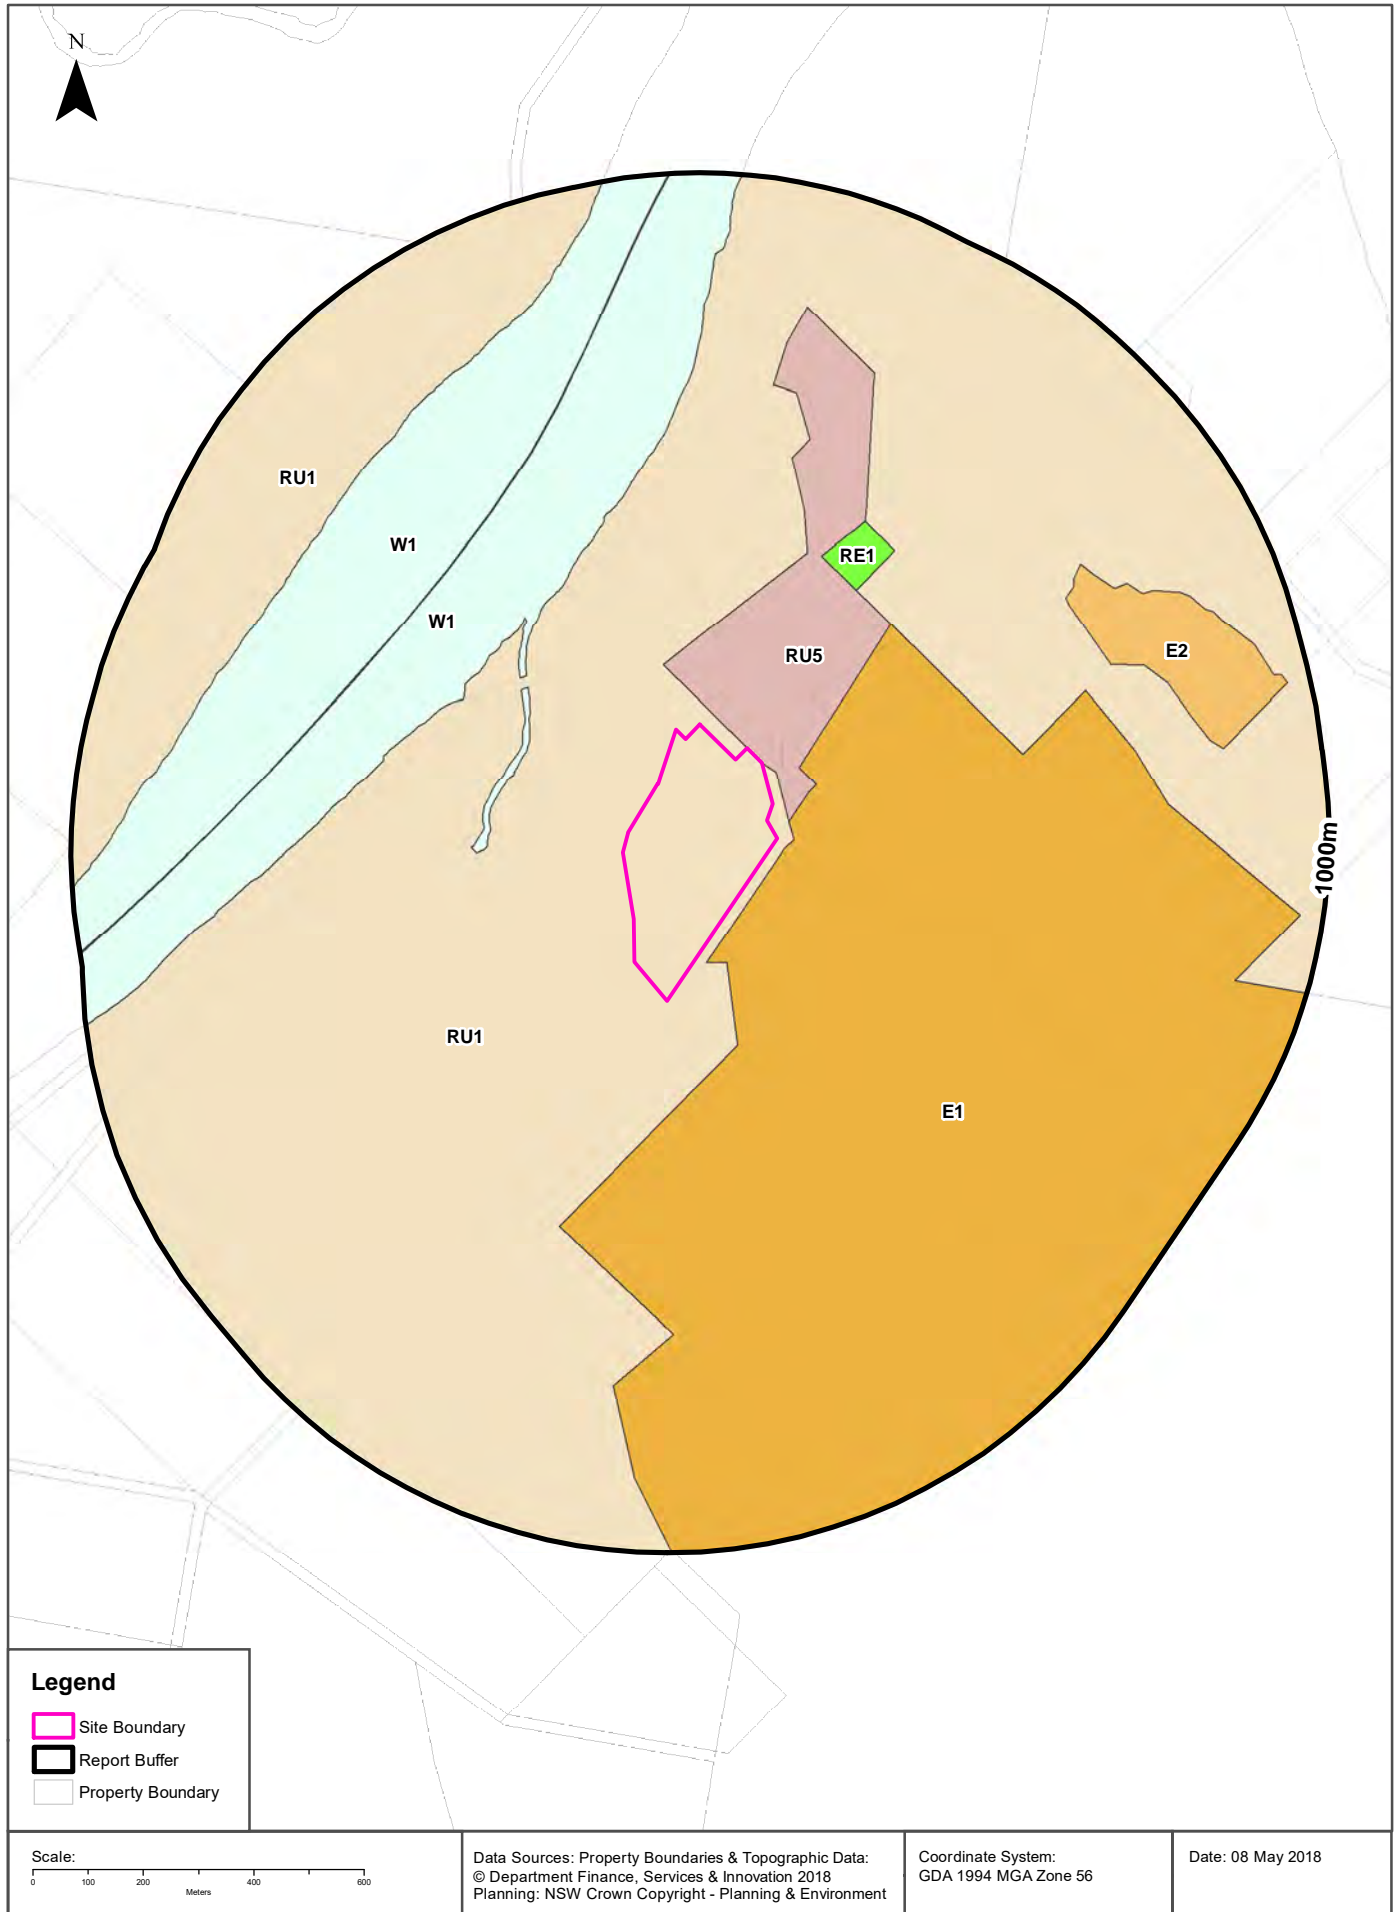 N
RU1
W1
W1
RE1
RU5
E2
1000m
RU1
E1
Legend
Site Boundary
Report Buffer
Property Boundary
Scale:
0 100 200 400 600
Meters
Data Sources: Property Boundaries & Topographic Data:
© Department Finance, Services & Innovation 2018
Planning: NSW Crown Copyright - Planning & Environment
Coordinate System:
GDA 1994 MGA Zone 56
Date: 08 May 2018